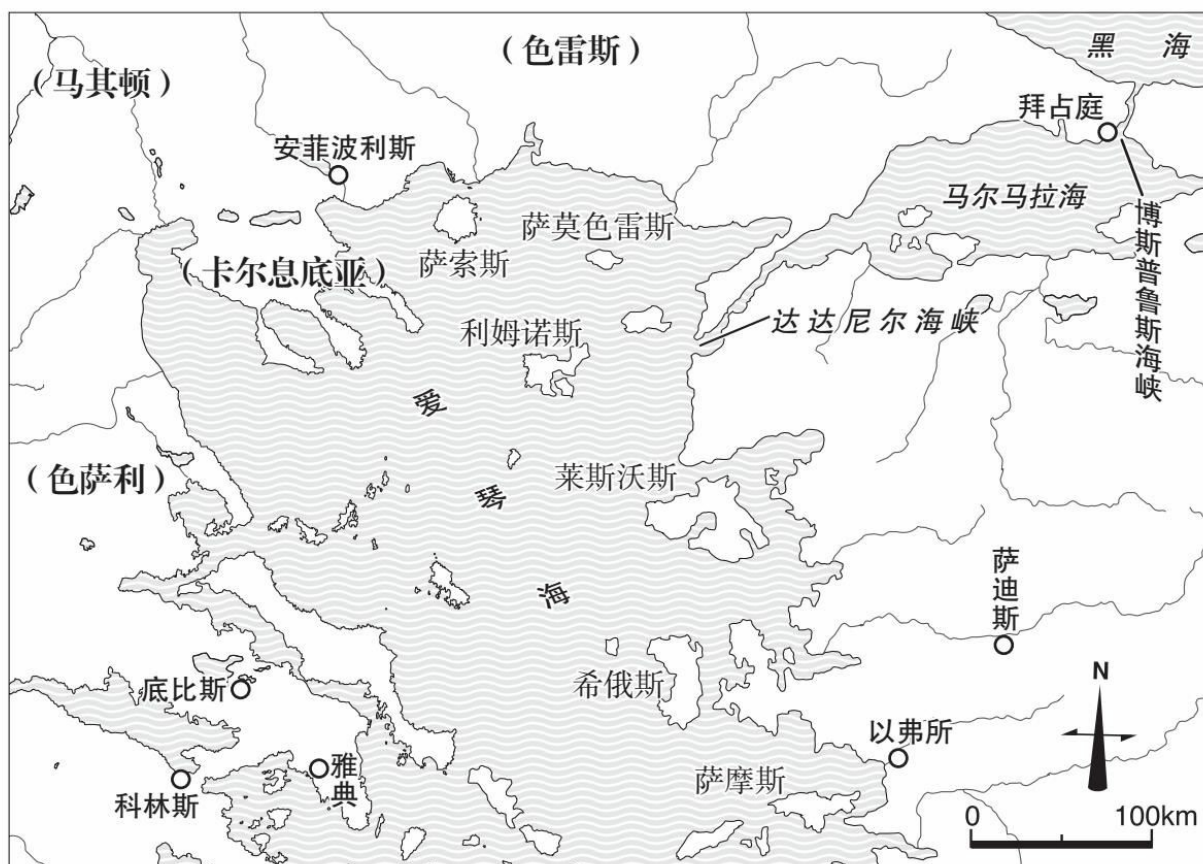 （色雷斯）
黑 海
（马其顿）
拜占庭
安菲波利斯
马尔马拉海
博斯普鲁斯海峡
萨莫色雷斯
萨索斯
（卡尔息底亚）
利姆诺斯
达达尼尔海峡
爱琴海
（色萨利）
莱斯沃斯
萨迪斯
N
底比斯
希俄斯
以弗所
雅典
科林斯
萨摩斯
0 100km